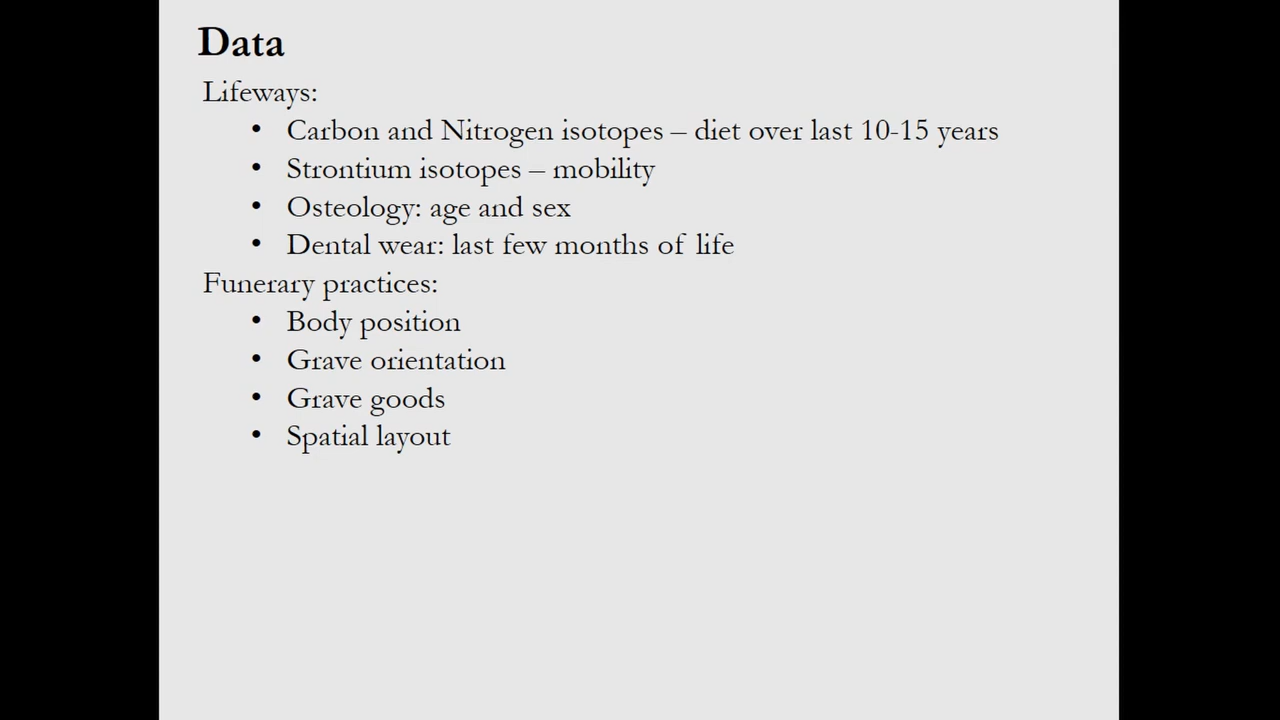 Data
Lifeways:
• Carbon and Nitrogen isotopes – diet over last 10-15 years
• Strontium isotopes – mobility
• Osteology: age and sex
• Dental wear: last few months of life
Funerary practices:
• Body position
• Grave orientation
• Grave goods
• Spatial layout